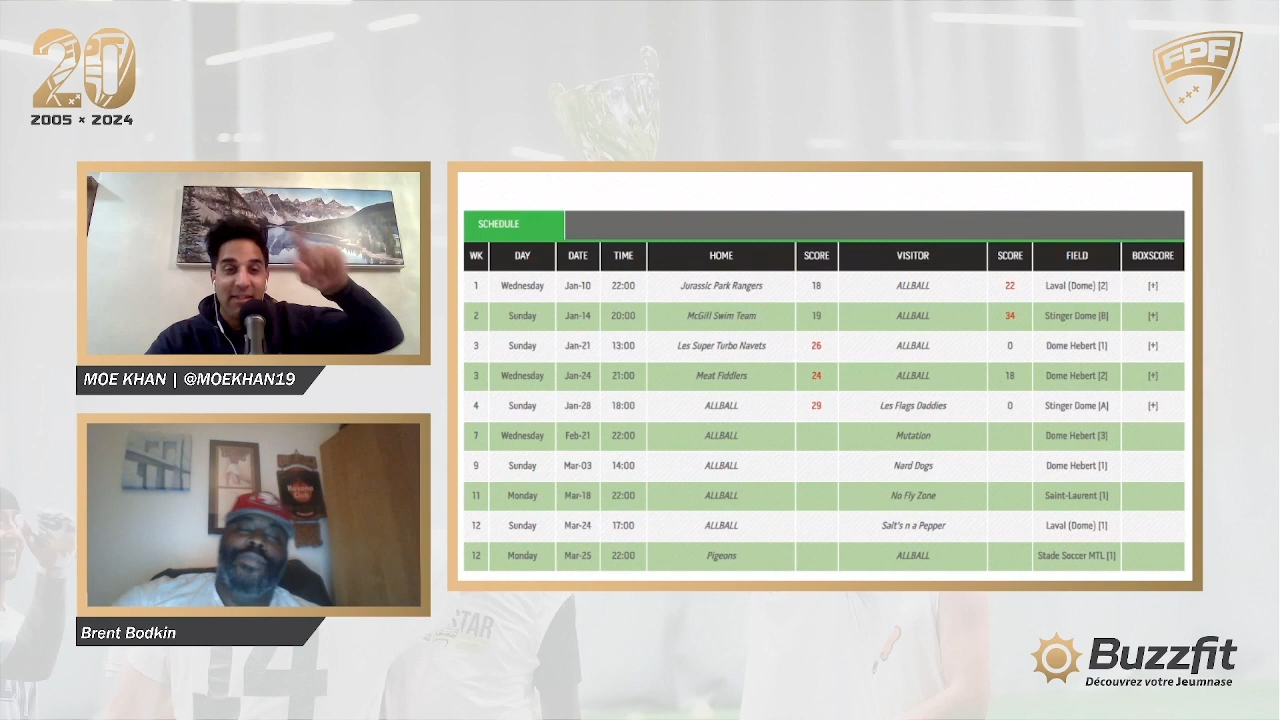 20
2005 × 2024
FPF
MOE KHAN | @MOEKHAN19
Brent Bodkin
SCHEDULE
WK DAY DATE TIME HOME SCORE VISITOR SCORE FIELD BOXSCORE
1 Wednesday Jan-10 22:00 Jurassic Park Rangers 18 ALLBALL 22 Laval (Dome) [2] [+]
2 Sunday Jan-14 20:00 McGill Swim Team 19 ALLBALL 34 Stinger Dome [B] [+]
3 Sunday Jan-21 13:00 Les Super Turbo Navets 26 ALLBALL 0 Dome Hebert [1] [+]
3 Wednesday Jan-24 21:00 Meat Fiddlers 24 ALLBALL 18 Dome Hebert [2] [+]
4 Sunday Jan-28 18:00 ALLBALL 29 Les Flags Daddies 0 Stinger Dome [A] [+]
7 Wednesday Feb-21 22:00 ALLBALL Mutation Dome Hebert [3]
9 Sunday Mar-03 14:00 ALLBALL Nard Dogs Dome Hebert [1]
11 Monday Mar-18 22:00 ALLBALL No Fly Zone Saint-Laurent [1]
12 Sunday Mar-24 17:00 ALLBALL Salt's n a Pepper Laval (Dome) [1]
12 Monday Mar-25 22:00 Pigeons ALLBALL Stade Soccer MTL [1]
STAR
14
Buzzfit
Découvrez votre Jeumnase